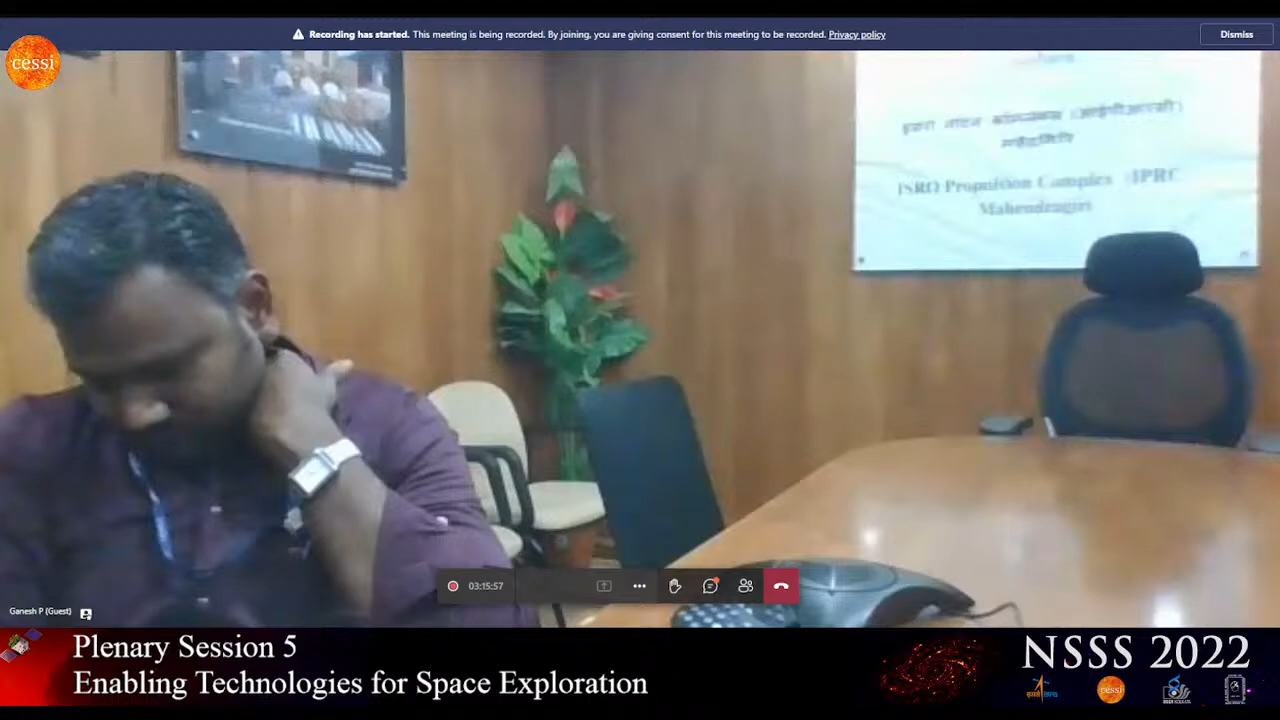 Recording has started. This meeting is being recorded. By joining, you are giving consent for this meeting to be recorded. Privacy policy
Dismiss
cessi
ISRO Propulsion Complex (IPRC
Mahendragiri
03:15:57
Ganesh P (Guest)
Plenary Session 5
Enabling Technologies for Space Exploration
NSSS 2022